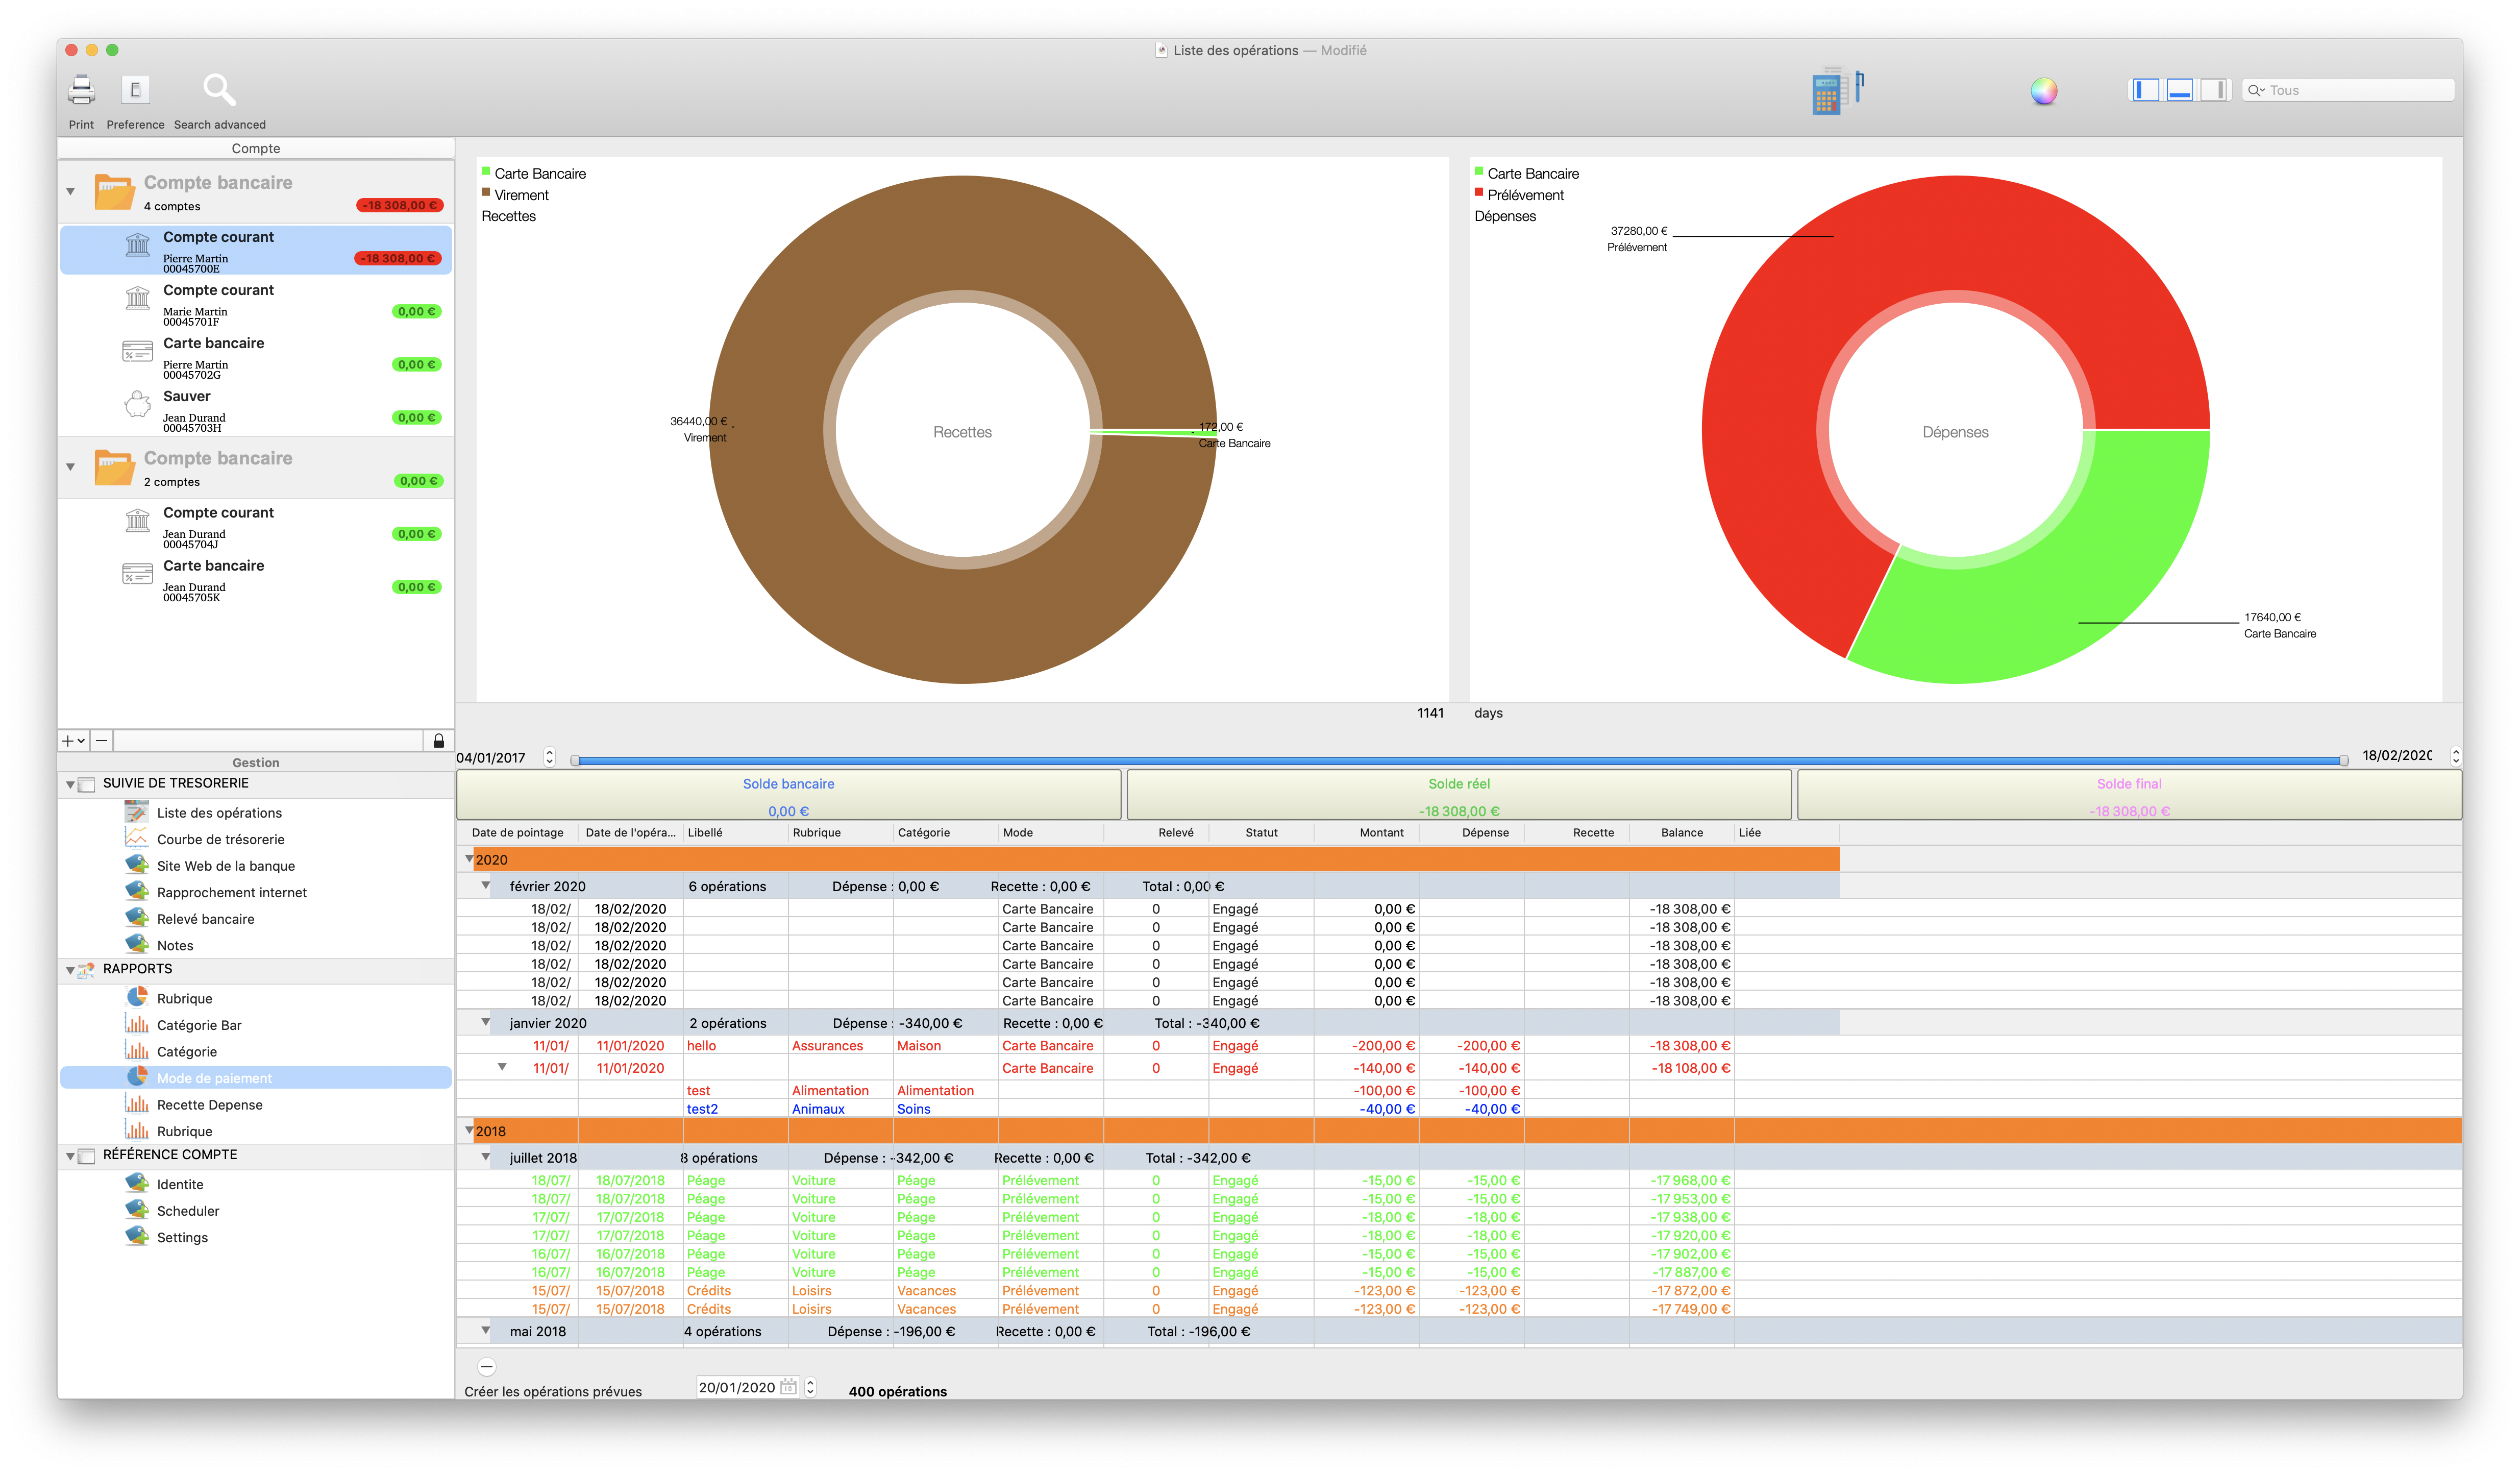 Liste des opérations — Modifié
Print
Preference
Search advanced
Tous
Compte
Compte bancaire
4 comptes
-18 308,00 €
Compte courant
Pierre Martin
00045700E
-18 308,00 €
Compte courant
Marie Martin
00045701F
0,00 €
Carte bancaire
Pierre Martin
00045702G
0,00 €
Sauver
Jean Durand
00045703H
0,00 €
Compte bancaire
2 comptes
0,00 €
Compte courant
Jean Durand
00045704J
0,00 €
Carte bancaire
Jean Durand
00045705K
0,00 €
Gestion
SUIVIE DE TRESORERIE
Liste des opérations
Courbe de trésorerie
Site Web de la banque
Rapprochement internet
Relevé bancaire
Notes
RAPPORTS
Rubrique
Catégorie Bar
Catégorie
Mode de paiement
Recette Depense
Rubrique
RÉFÉRENCE COMPTE
Identite
Scheduler
Settings
Carte Bancaire
Virement
Recettes
36440,00 €
Virement
Recettes
172,00 €
Carte Bancaire
Carte Bancaire
Prélévement
Dépenses
37280,00 €
Prélévement
Dépenses
17640,00 €
Carte Bancaire
1141 days
04/01/2017
18/02/2020
Solde bancaire
0,00 €
Solde réel
-18 308,00 €
Solde final
-18 308,00 €
Date de pointage Date de l'opéra... Libellé Rubrique Catégorie Mode Relevé Statut Montant Dépense Recette Balance Liée
2020
février 2020 6 opérations Dépense : 0,00 € Recette : 0,00 € Total : 0,00 €
18/02/ 18/02/2020 Carte Bancaire 0 Engagé 0,00 € -18 308,00 €
18/02/ 18/02/2020 Carte Bancaire 0 Engagé 0,00 € -18 308,00 €
18/02/ 18/02/2020 Carte Bancaire 0 Engagé 0,00 € -18 308,00 €
18/02/ 18/02/2020 Carte Bancaire 0 Engagé 0,00 € -18 308,00 €
18/02/ 18/02/2020 Carte Bancaire 0 Engagé 0,00 € -18 308,00 €
18/02/ 18/02/2020 Carte Bancaire 0 Engagé 0,00 € -18 308,00 €
janvier 2020 2 opérations Dépense : -340,00 € Recette : 0,00 € Total : -340,00 €
11/01/ 11/01/2020 hello Assurances Maison Carte Bancaire 0 Engagé -200,00 € -200,00 € -18 308,00 €
11/01/ 11/01/2020 Carte Bancaire 0 Engagé -140,00 € -140,00 € -18 108,00 €
test Alimentation Alimentation -100,00 € -100,00 €
test2 Animaux Soins -40,00 € -40,00 €
2018
juillet 2018 8 opérations Dépense : -342,00 € Recette : 0,00 € Total : -342,00 €
18/07/ 18/07/2018 Péage Voiture Péage Prélévement 0 Engagé -15,00 € -15,00 € -17 968,00 €
18/07/ 18/07/2018 Péage Voiture Péage Prélévement 0 Engagé -15,00 € -15,00 € -17 953,00 €
17/07/ 17/07/2018 Péage Voiture Péage Prélévement 0 Engagé -18,00 € -18,00 € -17 938,00 €
17/07/ 17/07/2018 Péage Voiture Péage Prélévement 0 Engagé -18,00 € -18,00 € -17 920,00 €
16/07/ 16/07/2018 Péage Voiture Péage Prélévement 0 Engagé -15,00 € -15,00 € -17 902,00 €
16/07/ 16/07/2018 Péage Voiture Péage Prélévement 0 Engagé -15,00 € -15,00 € -17 887,00 €
15/07/ 15/07/2018 Crédits Loisirs Vacances Prélévement 0 Engagé -123,00 € -123,00 € -17 872,00 €
15/07/ 15/07/2018 Crédits Loisirs Vacances Prélévement 0 Engagé -123,00 € -123,00 € -17 749,00 €
mai 2018 4 opérations Dépense : -196,00 € Recette : 0,00 € Total : -196,00 €
Créer les opérations prévues 20/01/2020 400 opérations